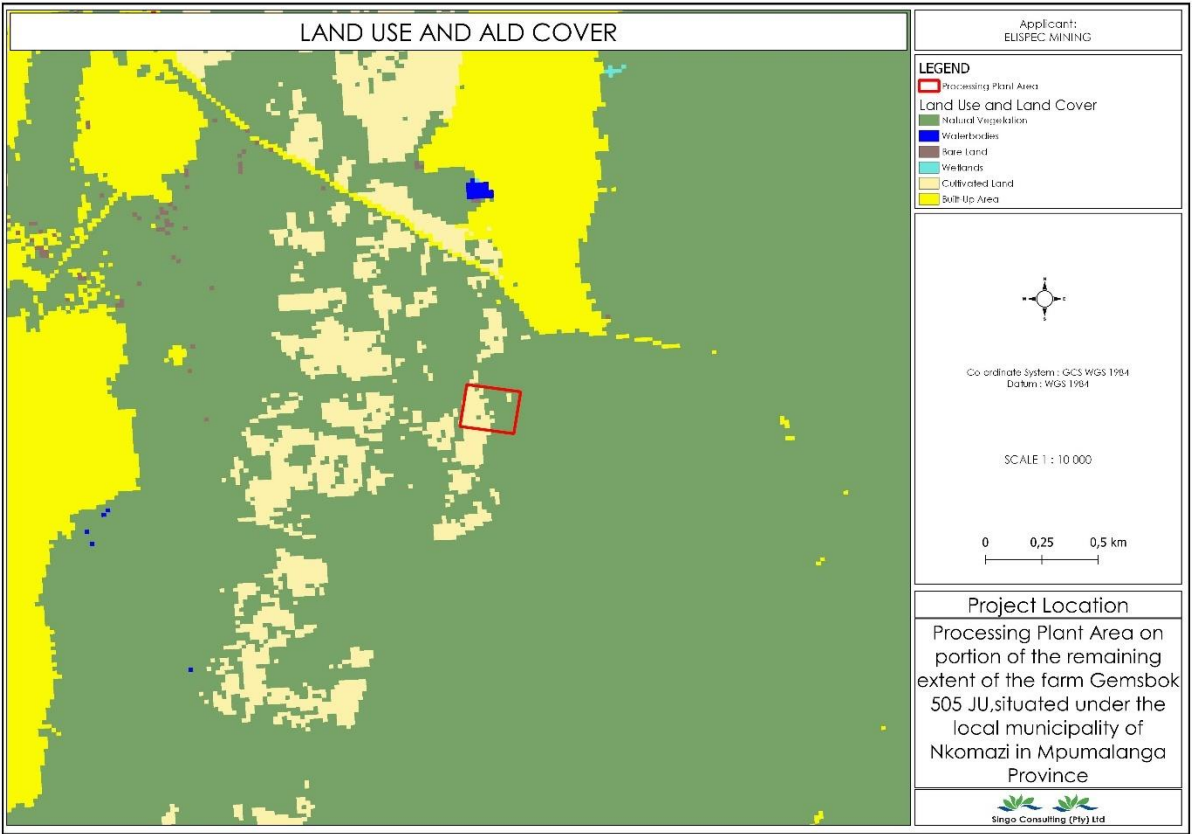 LAND USE AND ALD COVER
Applicant:
ELISPEC MINING
LEGEND
Processing Plant Area
Land Use and Land Cover
Natural Vegetation
Waterbodies
Bare Land
Wetlands
Cultivated Land
Built-Up Area
N
W
E
S
Co ordinate System : GCS WGS 1984
Datum : WGS 1984
SCALE 1 : 10 000
0 0,25 0,5 km
Project Location
Processing Plant Area on
portion of the remaining
extent of the farm Gemsbok
505 JU,situated under the
local municipality of
Nkomazi in Mpumalanga
Province
Singo Consulting (Pty) Ltd